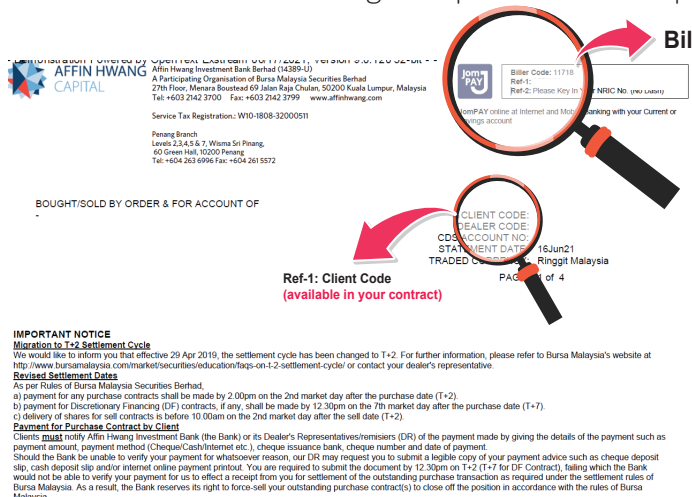 - Demonstration Powered by OpenText Exstream 06/17/2021, Version 9.0.120 32-bit - -
Bil
AFFIN HWANG
CAPITAL
Affin Hwang Investment Bank Berhad (14389-U)
A Participating Organisation of Bursa Malaysia Securities Berhad
27th Floor, Menara Boustead 69 Jalan Raja Chulan, 50200 Kuala Lumpur, Malaysia
Tel: +603 2142 3700 Fax: +603 2142 3799 www.affinhwang.com
Service Tax Registration.: W10-1808-32000511
Penang Branch
Levels 2,3,4,5 & 7, Wisma Sri Pinang,
60 Green Hall, 10200 Penang
Tel: +604 263 6996 Fax: +604 261 5572
Jom
PAY
Biller Code: 11718
Ref-1:
Ref-2: Please Key In Your NRIC No. (No Dash)
JomPAY online at Internet and Mobile Banking with your Current or
Savings account
BOUGHT/SOLD BY ORDER & FOR ACCOUNT OF
-
CLIENT CODE:
DEALER CODE:
CDS ACCOUNT NO:
STATEMENT DATE: 16Jun21
TRADED CURRENCY: Ringgit Malaysia
PAGE: 1 of 4
Ref-1: Client Code
(available in your contract)
IMPORTANT NOTICE
Migration to T+2 Settlement Cycle
We would like to inform you that effective 29 Apr 2019, the settlement cycle has been changed to T+2. For further information, please refer to Bursa Malaysia's website at
http://www.bursamalaysia.com/market/securities/education/faqs-on-t-2-settlement-cycle/ or contact your dealer's representative.
Revised Settlement Dates
As per Rules of Bursa Malaysia Securities Berhad,
a) payment for any purchase contracts shall be made by 2.00pm on the 2nd market day after the purchase date (T+2).
b) payment for Discretionary Financing (DF) contracts, if any, shall be made by 12.30pm on the 7th market day after the purchase date (T+7).
c) delivery of shares for sell contracts is before 10.00am on the 2nd market day after the sell date (T+2).
Payment for Purchase Contract by Client
Clients must notify Affin Hwang Investment Bank (the Bank) or its Dealer's Representatives/remisiers (DR) of the payment made by giving the details of the payment such as
payment amount, payment method (Cheque/Cash/Internet etc.), cheque issuance bank, cheque number and date of payment.
Should the Bank be unable to verify your payment for whatsoever reason, our DR may request you to submit a legible copy of your payment advice such as cheque deposit
slip, cash deposit slip and/or internet online payment printout. You are required to submit the document by 12.30pm on T+2 (T+7 for DF Contract), failing which the Bank
would not be able to verify your payment for us to effect a receipt from you for settlement of the outstanding purchase transaction as required under the settlement rules of
Bursa Malaysia. As a result, the Bank reserves its right to force-sell your outstanding purchase contract(s) to close off the position in accordance with the rules of Bursa
Malaysia.